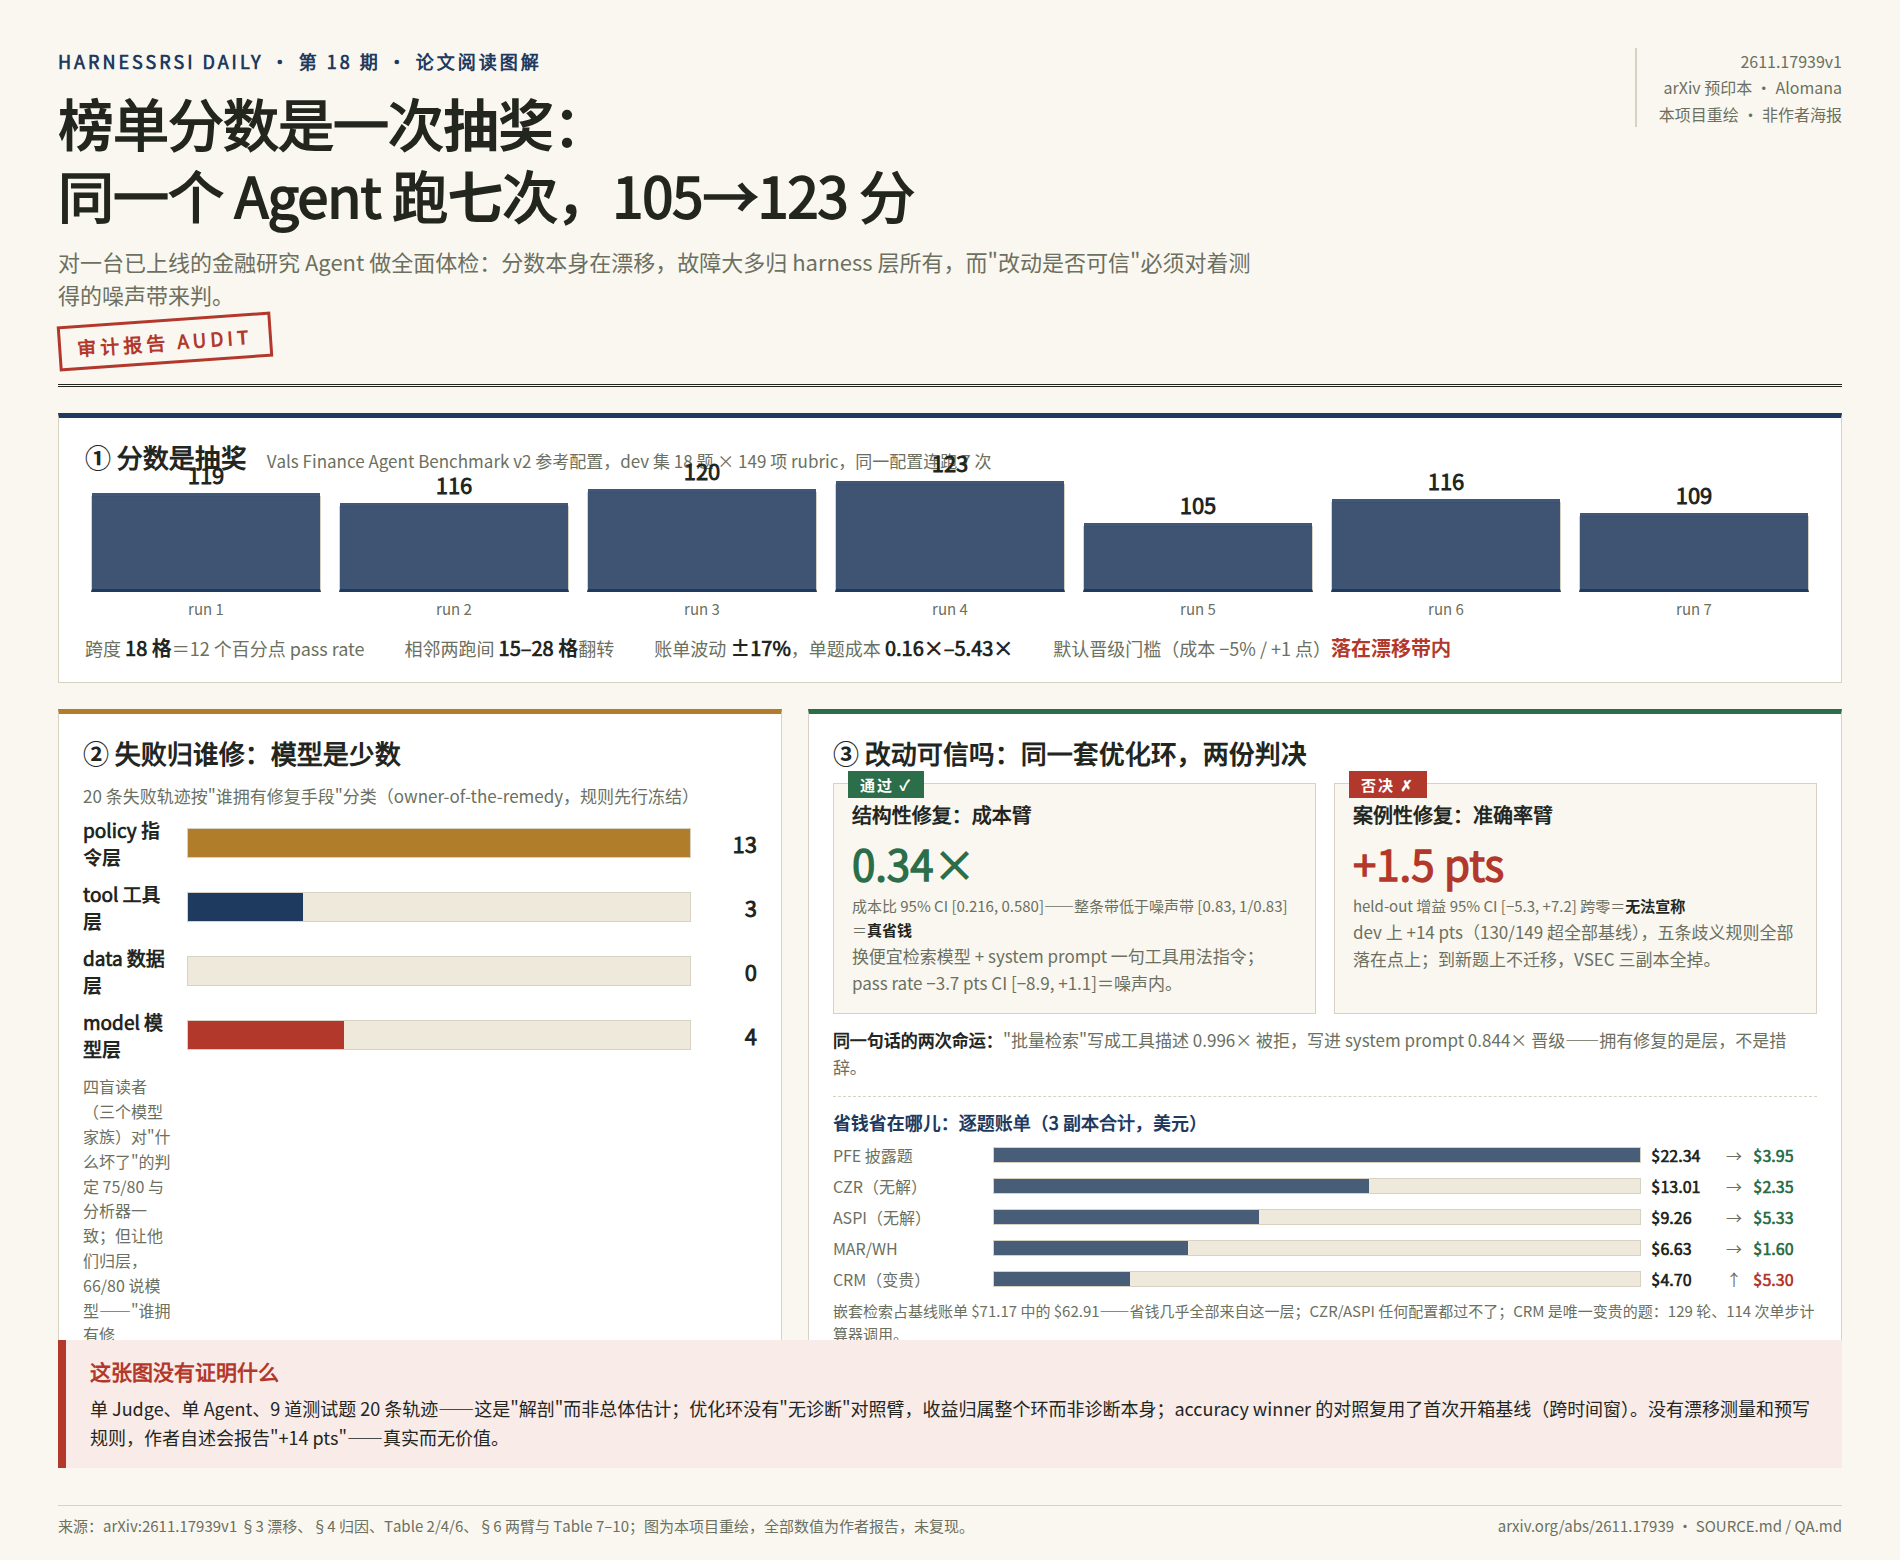 HARNESSRSI DAILY · 第 18 期 · 论文阅读图解
2611.17939v1
arXiv 预印本 · Alomana
本项目重绘 · 非作者海报
榜单分数是一次抽奖：
同一个 Agent 跑七次，105→123 分
对一台已上线的金融研究 Agent 做全面体检：分数本身在漂移，故障大多归 harness 层所有，而"改动是否可信"必须对着测
得的噪声带来判。
审计报告 AUDIT
① 分数是抽奖
Vals Finance Agent Benchmark v2 参考配置，dev 集 18 题 × 149 项 rubric，同一配置连跑 7 次
119
116
120
123
105
116
109
run 1
run 2
run 3
run 4
run 5
run 6
run 7
跨度 18 格＝12 个百分点 pass rate
相邻两跑间 15–28 格翻转
账单波动 ±17%，单题成本 0.16×–5.43×
默认晋级门槛（成本 −5% / +1 点）落在漂移带内
② 失败归谁修：模型是少数
20 条失败轨迹按"谁拥有修复手段"分类（owner-of-the-remedy，规则先行冻结）
policy 指
令层
13
tool 工具
层
3
data 数据
层
0
model 模
型层
4
四盲读者
（三个模型
家族）对"什
么坏了"的判
定 75/80 与
分析器一
致；但让他
们归层，
66/80 说模
型——"谁拥
有修
③ 改动可信吗：同一套优化环，两份判决
通过 ✓
结构性修复：成本臂
0.34×
成本比 95% CI [0.216, 0.580]——整条带低于噪声带 [0.83, 1/0.83]
＝真省钱
换便宜检索模型 + system prompt 一句工具用法指令；
pass rate −3.7 pts CI [−8.9, +1.1]＝噪声内。
否决 ✗
案例性修复：准确率臂
+1.5 pts
held-out 增益 95% CI [−5.3, +7.2] 跨零＝无法宣称
dev 上 +14 pts（130/149 超全部基线），五条歧义规则全部
落在点上；到新题上不迁移，VSEC 三副本全掉。
同一句话的两次命运："批量检索"写成工具描述 0.996× 被拒，写进 system prompt 0.844× 晋级——拥有修复的是层，不是措
辞。
省钱省在哪儿：逐题账单（3 副本合计，美元）
PFE 披露题 $22.34 → $3.95
CZR（无解） $13.01 → $2.35
ASPI（无解） $9.26 → $5.33
MAR/WH $6.63 → $1.60
CRM（变贵） $4.70 ↑ $5.30
嵌套检索占基线账单 $71.17 中的 $62.91——省钱几乎全部来自这一层；CZR/ASPI 任何配置都过不了；CRM 是唯一变贵的题：129 轮、114 次单步计
算器调用。
这张图没有证明什么
单 Judge、单 Agent、9 道测试题 20 条轨迹——这是"解剖"而非总体估计；优化环没有"无诊断"对照臂，收益归属整个环而非诊断本身；accuracy winner 的对照复用了首次开箱基线（跨时间窗）。没有漂移测量和预写
规则，作者自述会报告"+14 pts"——真实而无价值。
来源：arXiv:2611.17939v1 §3 漂移、§4 归因、Table 2/4/6、§6 两臂与 Table 7–10；图为本项目重绘，全部数值为作者报告，未复现。
arxiv.org/abs/2611.17939 · SOURCE.md / QA.md